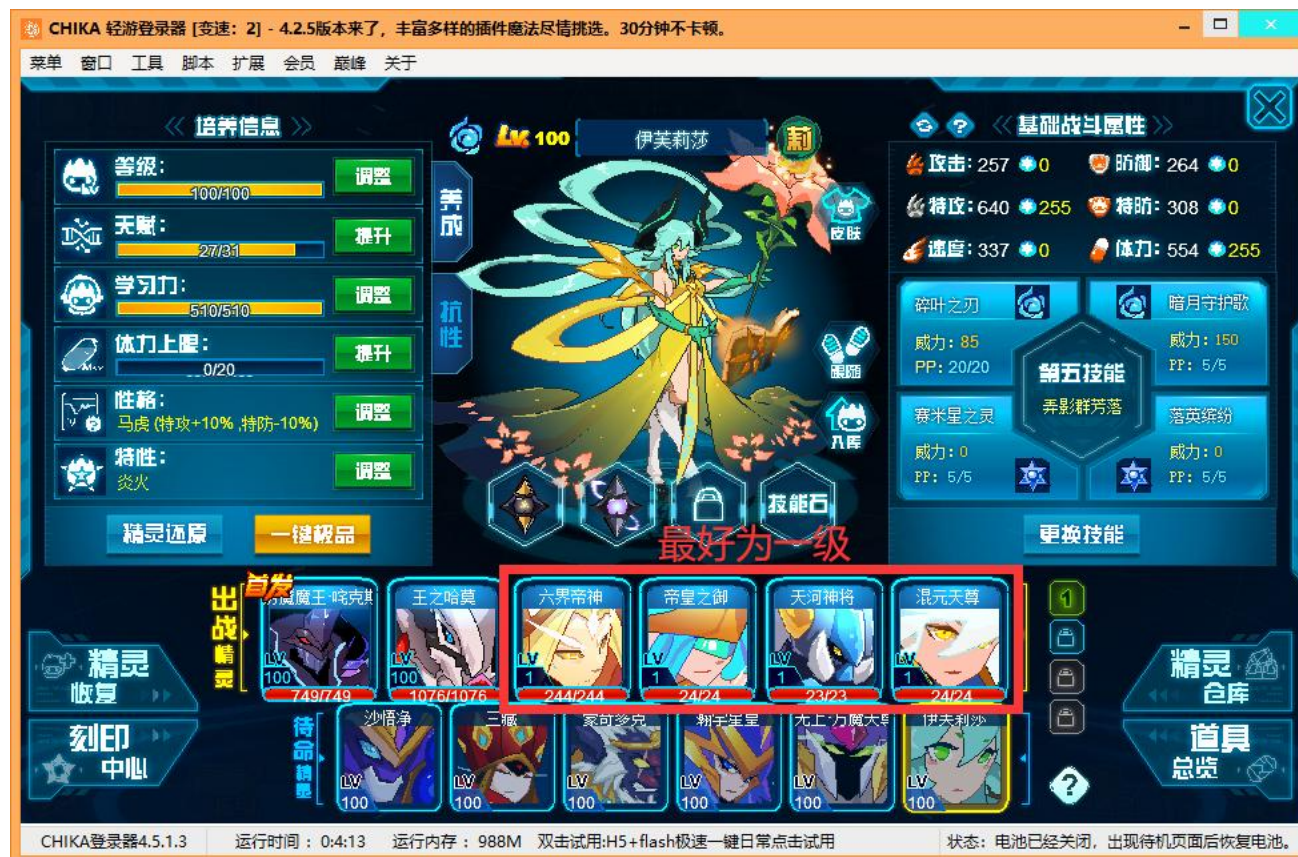 CHIKA 轻游登录器 [变速：2] - 4.2.5版本来了，丰富多样的插件魔法尽情挑选。30分钟不卡顿。
菜单 窗口 工具 脚本 扩展 会员 巅峰 关于
培养信息
等级：
100/100
调整
天赋：
27/31
提升
学习力：
510/510
调整
体力上限：
0/20
提升
性格：
马虎 (特攻+10% ,特防-10%)
调整
特性：
炎火
调整
精灵还原
一键极品
养成
抗性
Lv. 100
伊芙莉莎
莉
皮肤
跟随
入库
技能石
最好为一级
基础战斗属性
攻击：257 0 防御：264 0
特攻：640 255 特防：308 0
速度：337 0 体力：554 255
碎叶之刃
威力：85
PP：20/20
暗月守护歌
威力：150
PP：5/5
第五技能
弄影群芳落
赛米星之灵
威力：0
PP：5/5
落英缤纷
威力：0
PP：5/5
更换技能
首发
出战精灵
魔王·咤克斯
LV 100
749/749
王之哈莫
LV 100
1076/1076
六界帝神
LV 1
244/244
帝皇之御
LV 1
24/24
天河神将
LV 1
23/23
混元天尊
LV 1
24/24
1
待命精灵
沙悟净
LV 100
三藏
LV 100
LV 100
LV 100
LV 100
伊芙莉莎
LV 100
精灵恢复
刻印中心
精灵仓库
道具总览
CHIKA登录器4.5.1.3 运行时间：0:4:13 运行内存：988M 双击试用:H5+flash极速一键日常点击试用 状态：电池已经关闭，出现待机页面后恢复电池。